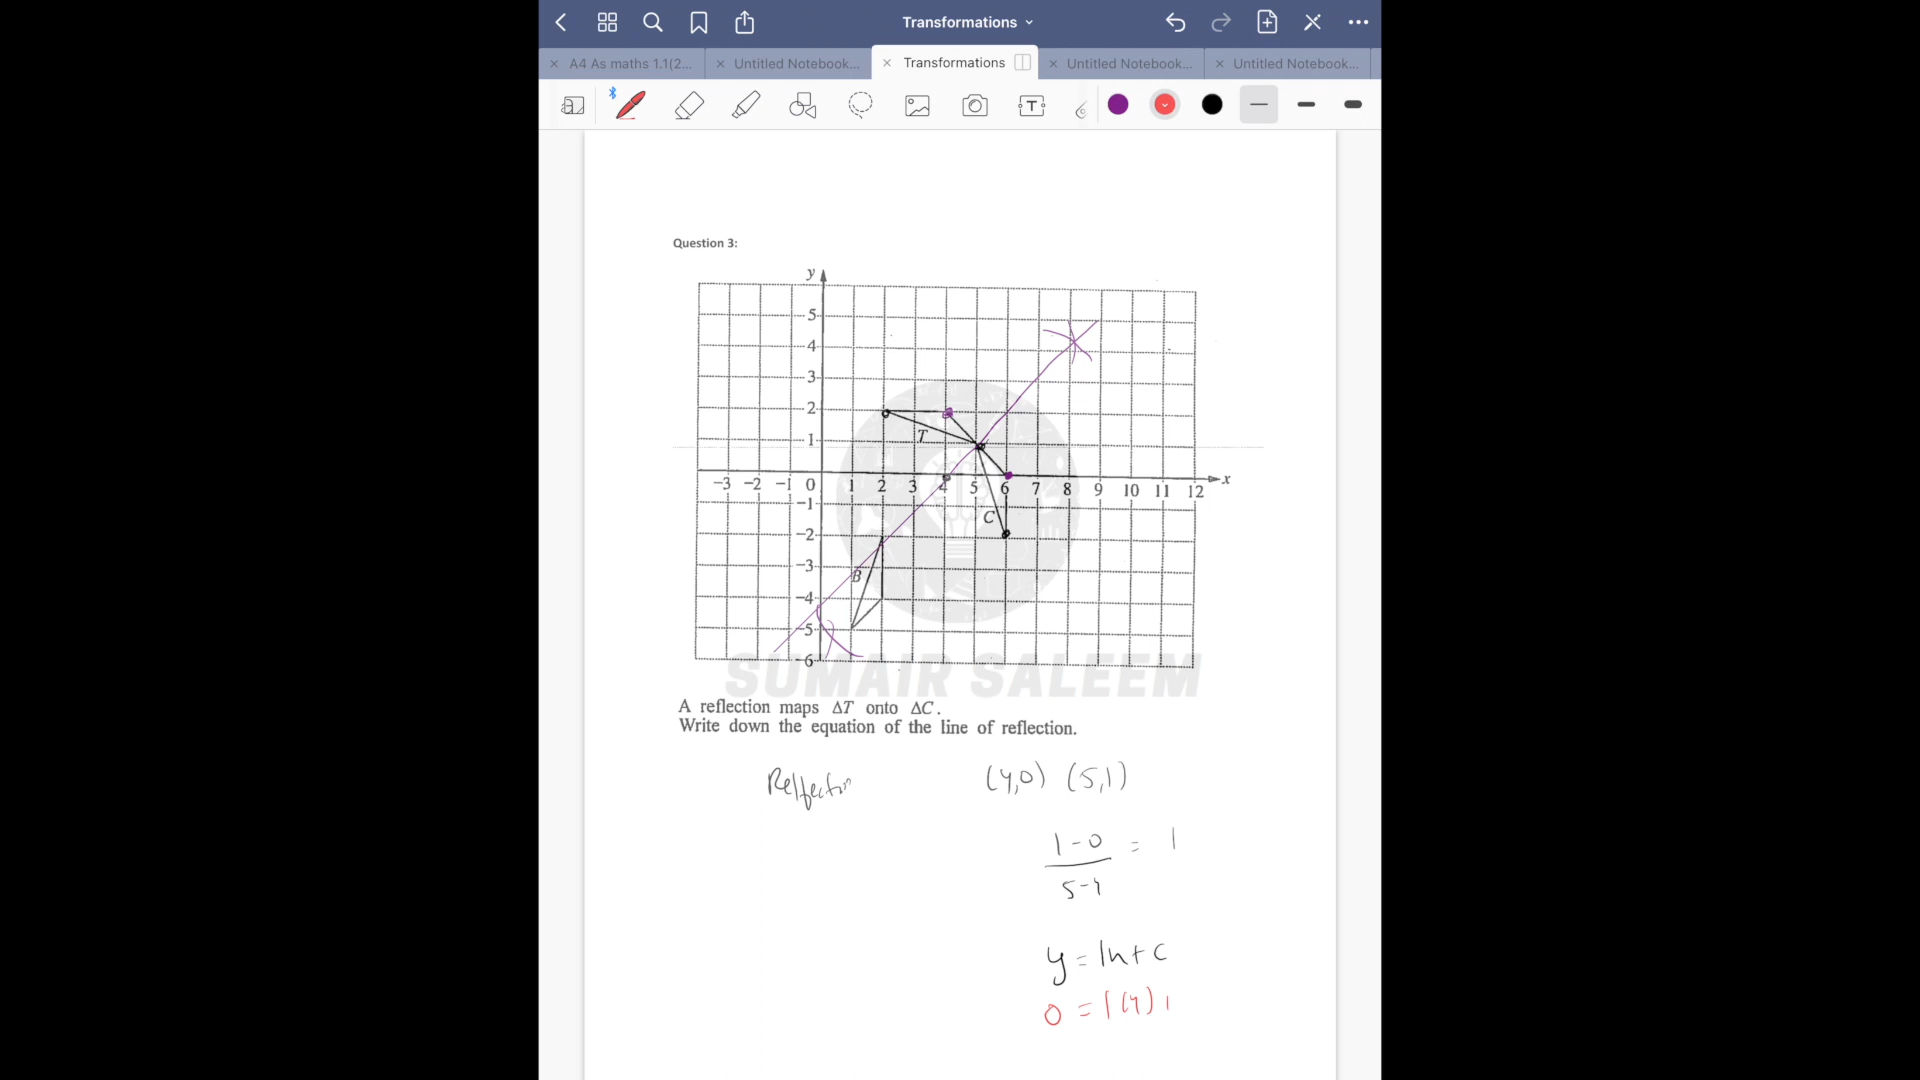 Transformations
A4 As maths 1.1(2...
Untitled Notebook...
Transformations
Untitled Notebook...
Untitled Notebook...
Question 3:
y
5
4
3
2
1
T
-3 -2 -1 0 1 2 3 4 5 6 7 8 9 10 11 12 x
-1
C
-2
-3
B
-4
-5
-6
SUMAIR SALEEM
A reflection maps ΔT onto ΔC.
Write down the equation of the line of reflection.
(4,0) (5,1)
1-0
= 1
5-4
0 = 1(4)